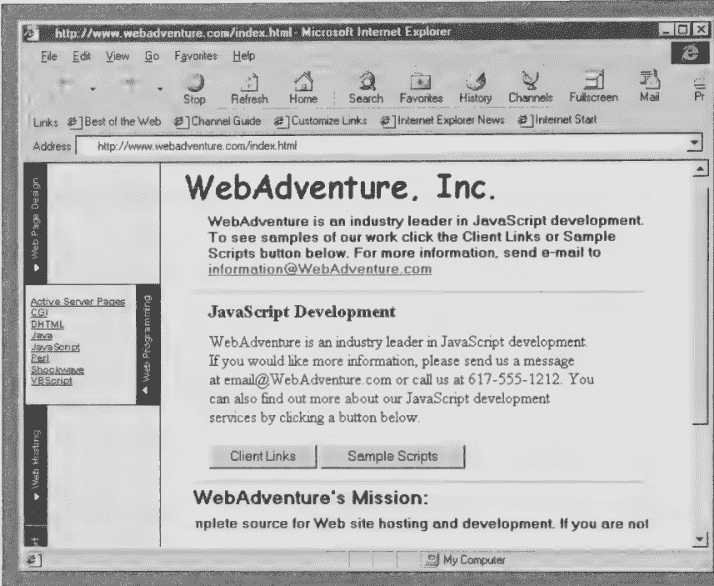 http://www.webadventure.com/index.html - Microsoft Internet Explorer
File Edit View Go Favorites Help
Stop Refresh Home Search Favorites History Channels Fullscreen Mail Pr
Links Best of the Web Channel Guide Customize Links Internet Explorer News Internet Start
Address http://www.webadventure.com/index.html
Web Page Design
WebAdventure, Inc.
WebAdventure is an industry leader in JavaScript development.
To see samples of our work click the Client Links or Sample
Scripts button below. For more information, send e-mail to
information@WebAdventure.com
Active Server Pages
CGI
DHTML
Java
JavaScript
Perl
Shockwave
VBScript
Web Programming
JavaScript Development
WebAdventure is an industry leader in JavaScript development.
If you would like more information, please send us a message
at email@WebAdventure.com or call us at 617-555-1212. You
can also find out more about our JavaScript development
services by clicking a button below.
Client Links Sample Scripts
Web Hosting
WebAdventure's Mission:
nplete source for Web site hosting and development. If you are not
My Computer